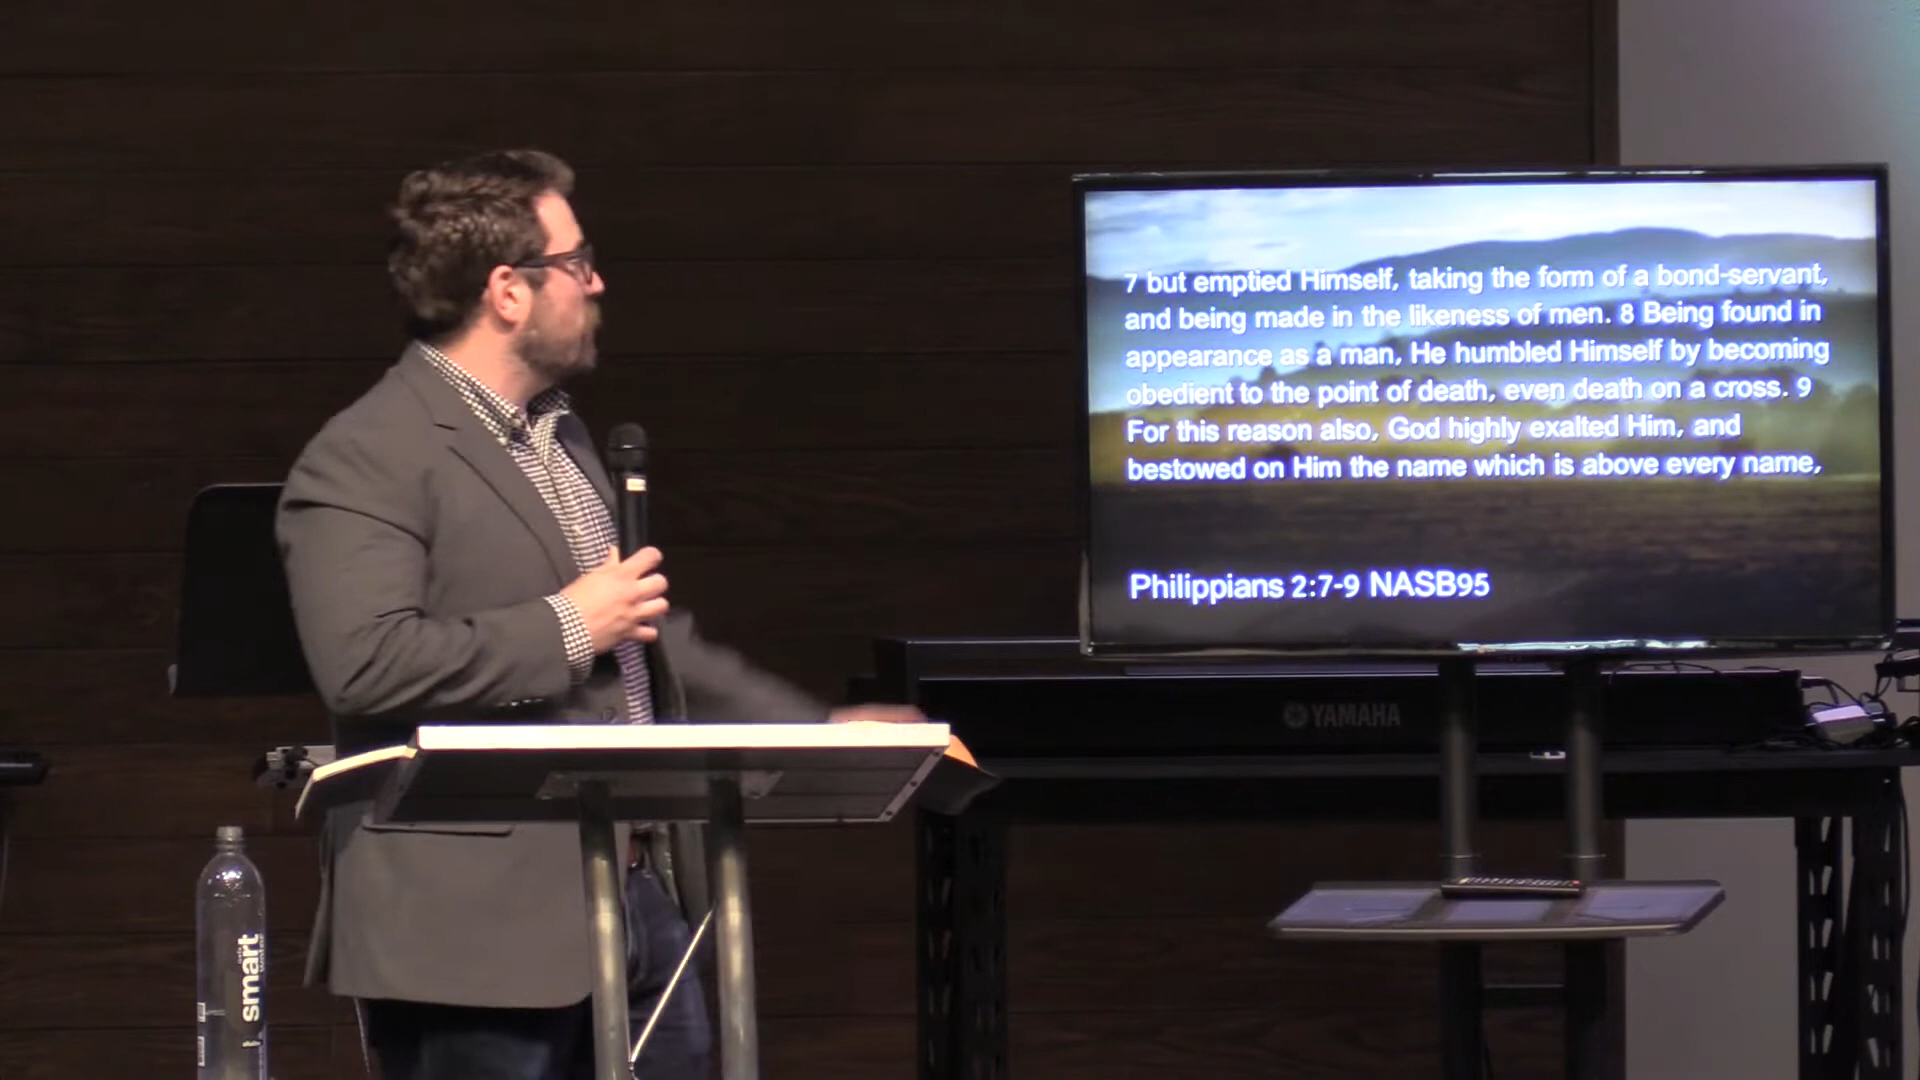 7 but emptied Himself, taking the form of a bond-servant,
and being made in the likeness of men. 8 Being found in
appearance as a man, He humbled Himself by becoming
obedient to the point of death, even death on a cross. 9
For this reason also, God highly exalted Him, and
bestowed on Him the name which is above every name,
Philippians 2:7-9 NASB95
YAMAHA
smart
water